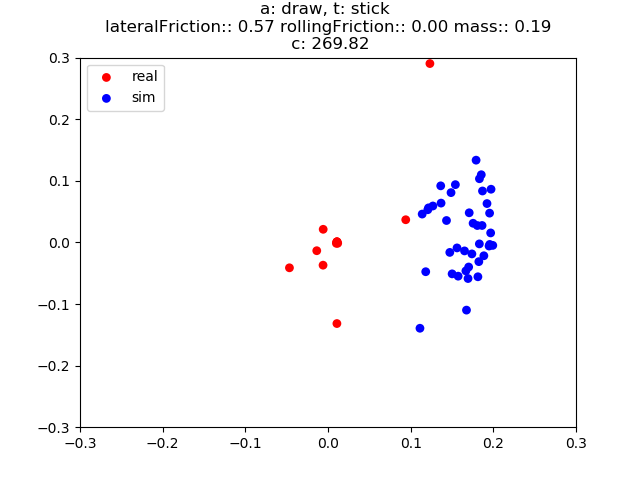 a: draw, t: stick
lateralFriction:: 0.57 rollingFriction:: 0.00 mass:: 0.19
c: 269.82
real
sim
0.3
0.2
0.1
0.0
−0.1
−0.2
−0.3
−0.3
−0.2
−0.1
0.0
0.1
0.2
0.3